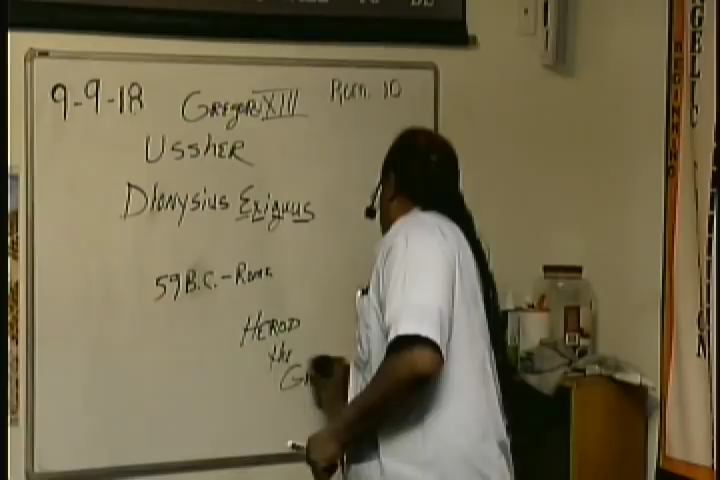 9-9-18 Gregory XIII Rom. 10
Ussher
Dionysius Exiguus
59 B.C. - Rome
HEROD
the
G